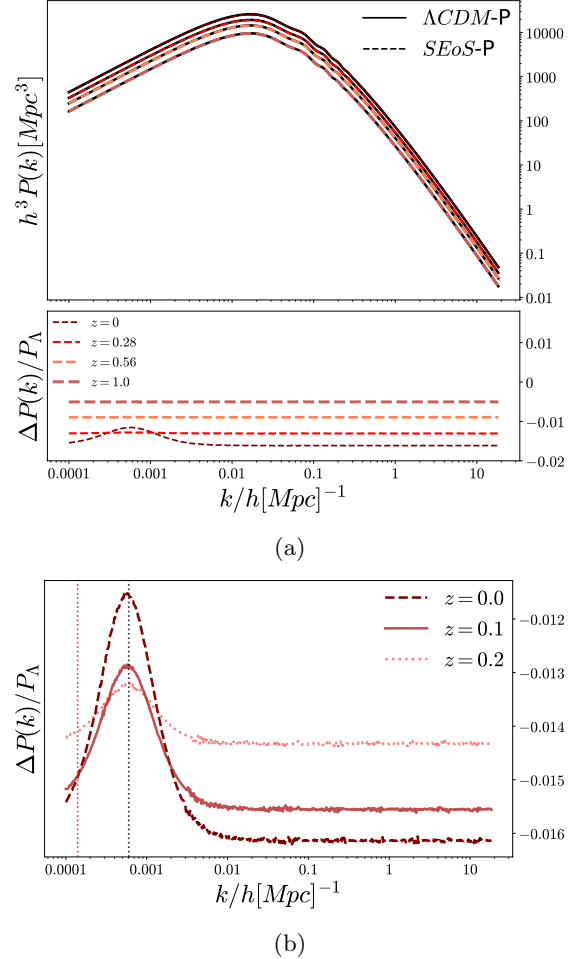 ΛCDM-P
SEoS-P
h³P(k)[Mpc³]
10000
1000
100
10
1
0.1
0.01
z = 0
z = 0.28
z = 0.56
z = 1.0
ΔP(k)/P_Λ
0.01
0
−0.01
−0.02
0.0001 0.001 0.01 0.1 1 10
k/h[Mpc]⁻¹
(a)
z = 0.0
z = 0.1
z = 0.2
ΔP(k)/P_Λ
−0.012
−0.013
−0.014
−0.015
−0.016
0.0001 0.001 0.01 0.1 1 10
k/h[Mpc]⁻¹
(b)